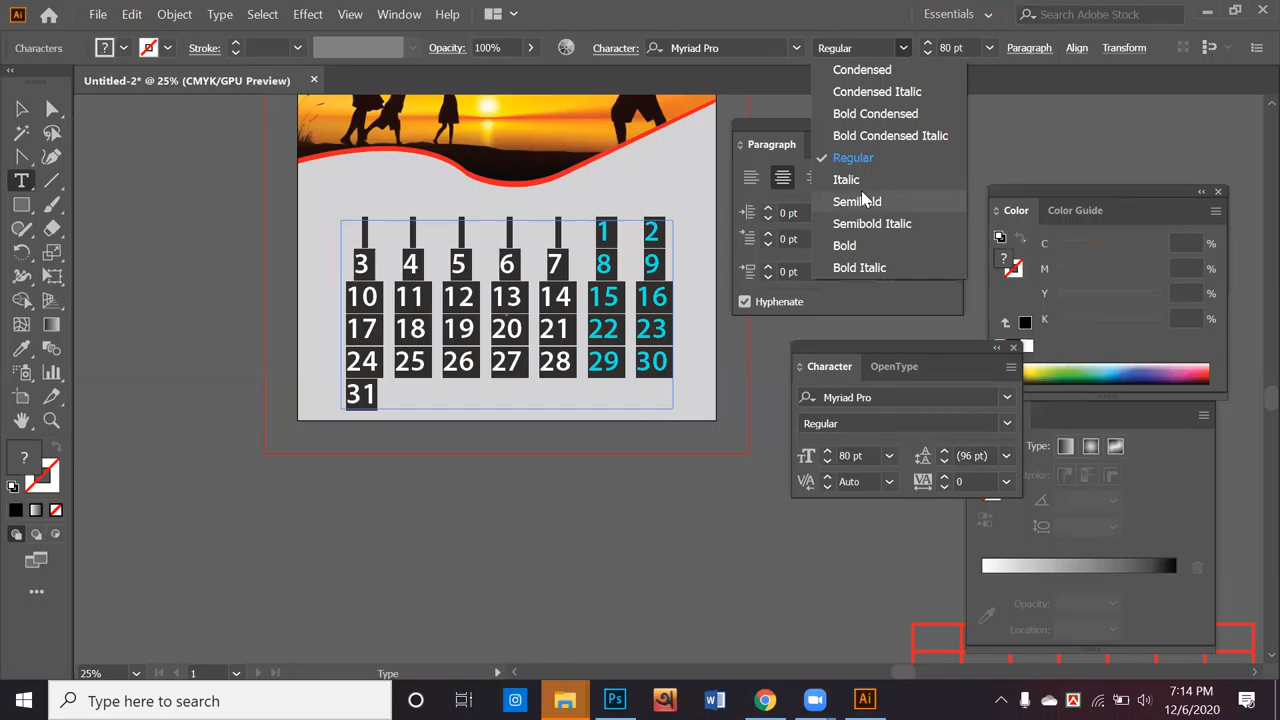 Ai File Edit Object Type Select Effect View Window Help Essentials Search Adobe Stock
Characters ? Stroke: Opacity: 100% Character: Myriad Pro Regular 80 pt Paragraph Align Transform
Untitled-2* @ 25% (CMYK/GPU Preview)
Condensed
Condensed Italic
Bold Condensed
Bold Condensed Italic
Regular
Italic
Semibold
Semibold Italic
Bold
Bold Italic
Paragraph
0 pt
0 pt
0 pt
Hyphenate
Color Color Guide
C %
M %
Y %
K %
?
1 2
3 4 5 6 7 8 9
10 11 12 13 14 15 16
17 18 19 20 21 22 23
24 25 26 27 28 29 30
31
Character OpenType
Myriad Pro
Regular
80 pt (96 pt)
Auto 0
Type:
Stroke:
Opacity:
Location:
?
25% 1 Type
Type here to search
Ps W Ai
7:14 PM
12/6/2020